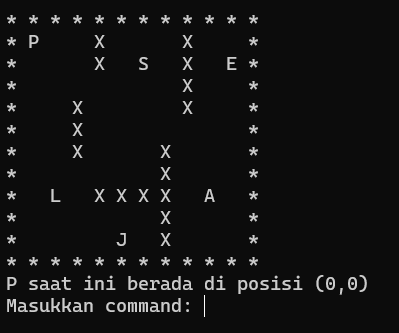 * * * * * * * * * * * *
* P     X       X     *
*       X   S   X   E *
*               X     *
*     X         X     *
*     X               *
*     X       X       *
*             X       *
*   L   X X X X   A   *
*             X       *
*         J   X       *
* * * * * * * * * * * *
P saat ini berada di posisi (0,0)
Masukkan command: